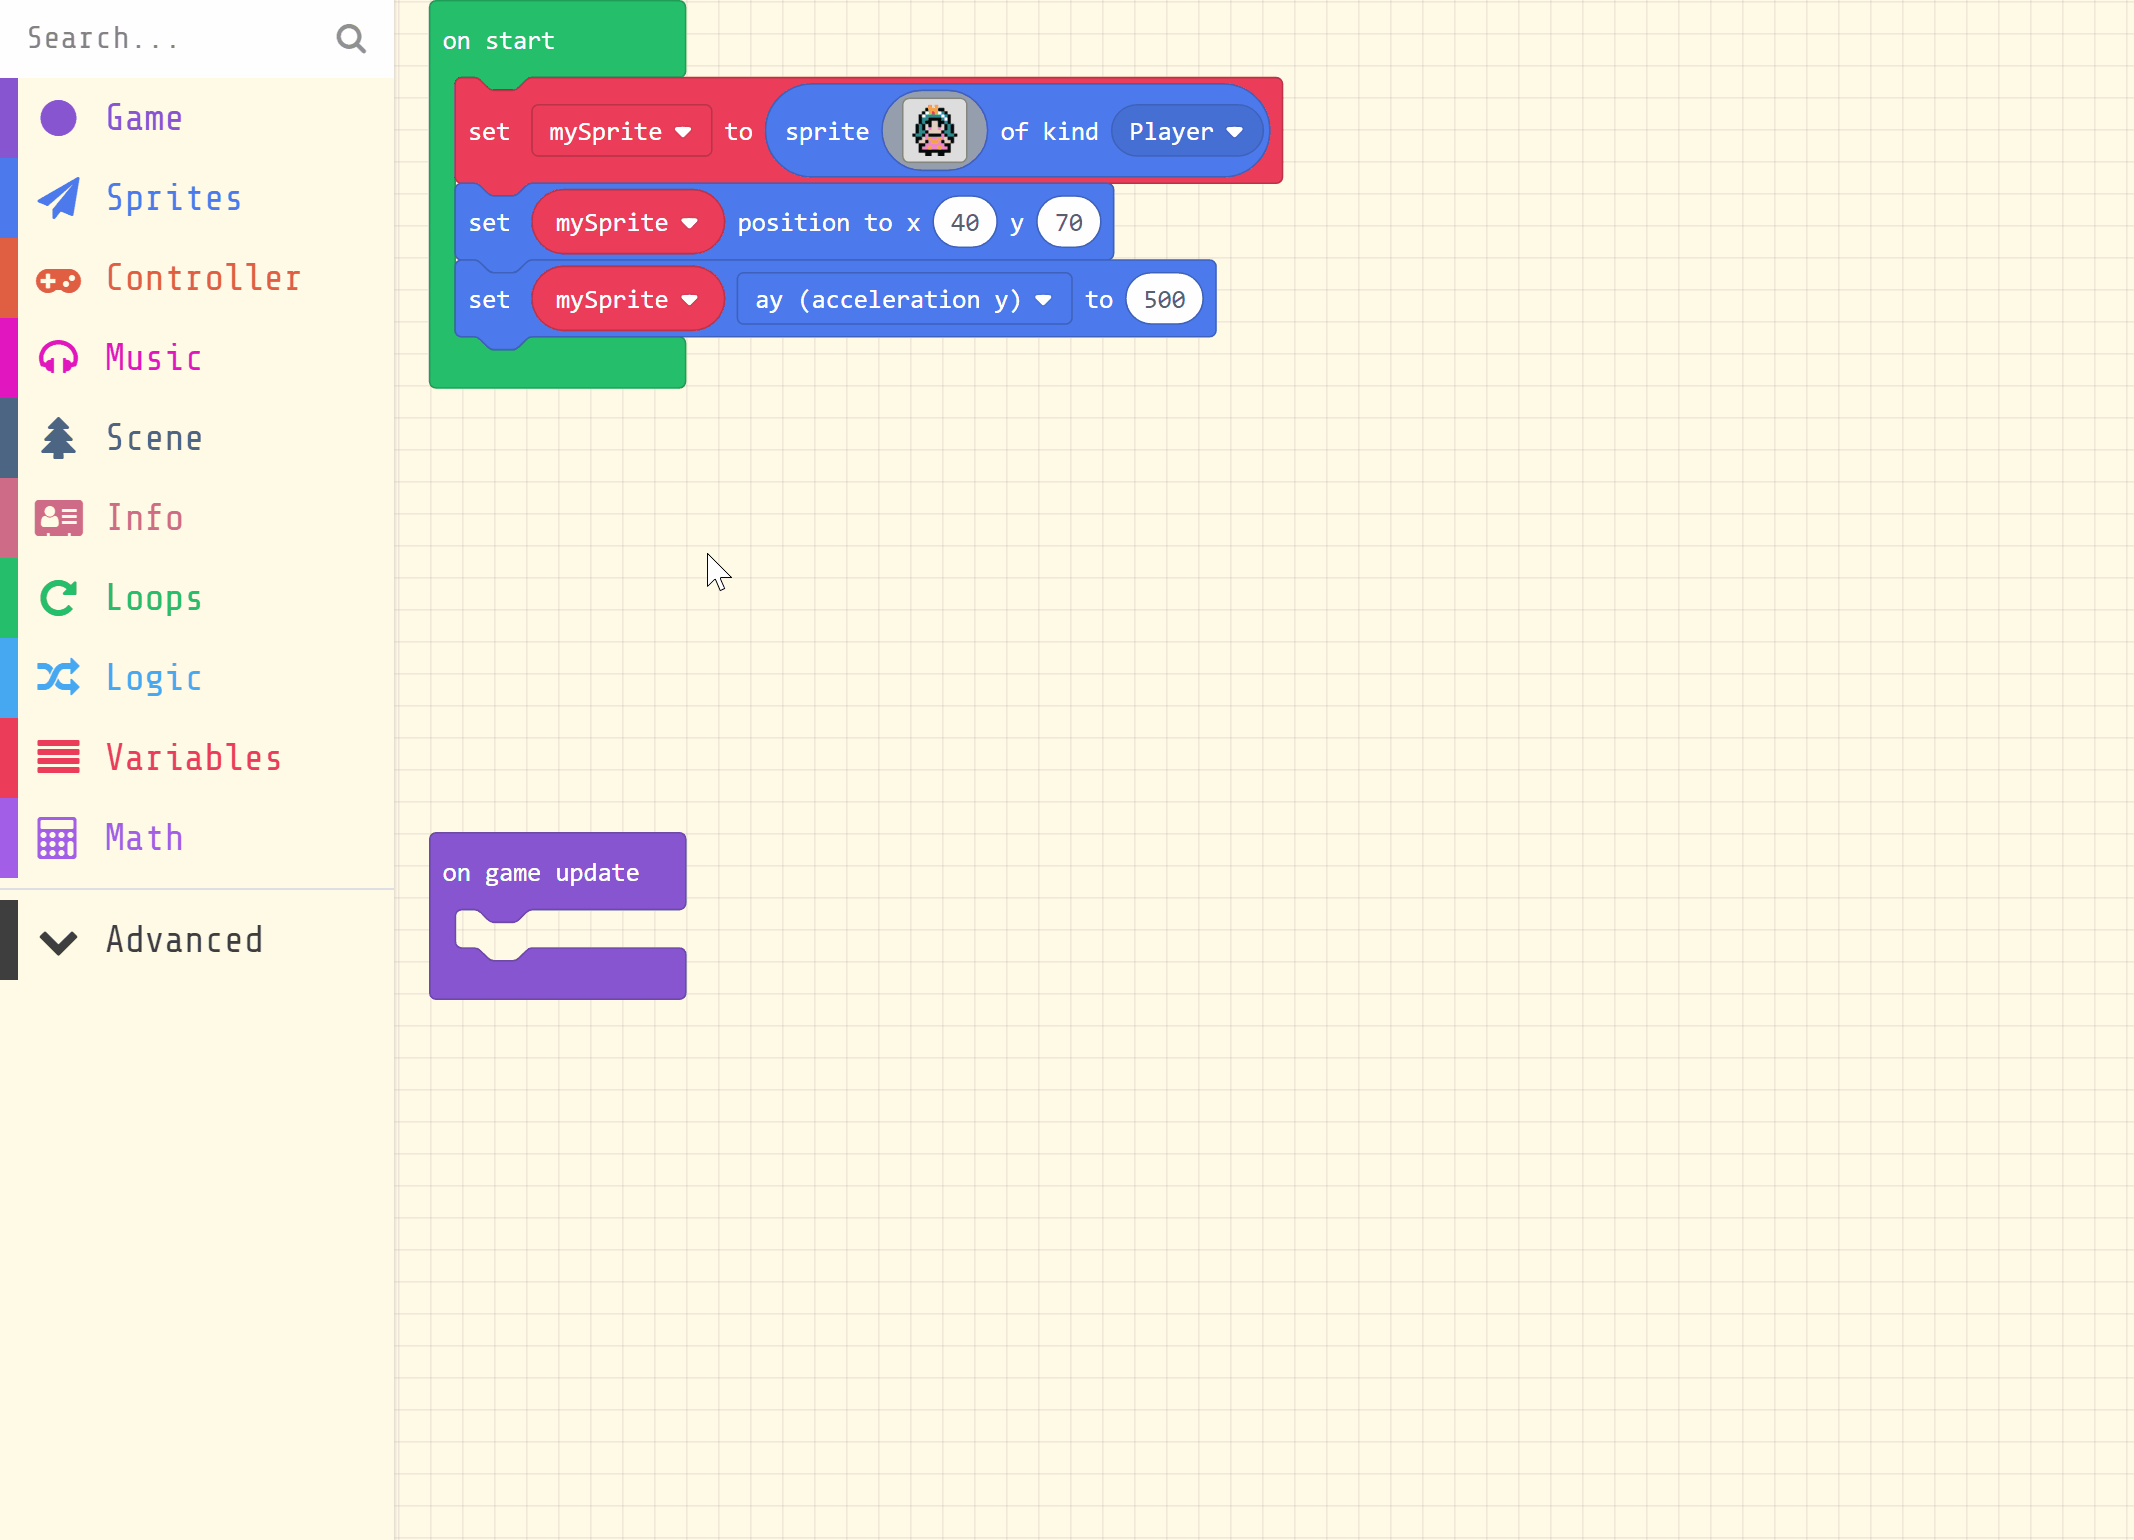 Search...
Game
Sprites
Controller
Music
Scene
Info
Loops
Logic
Variables
Math
Advanced
on start
set mySprite to sprite of kind Player
set mySprite position to x 40 y 70
set mySprite ay (acceleration y) to 500
on game update